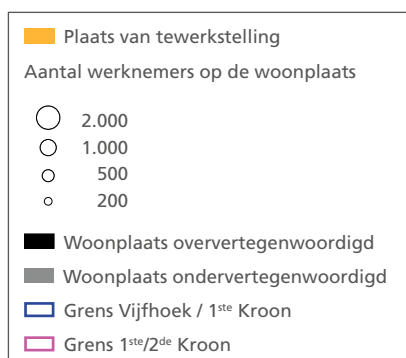 Plaats van tewerkstelling
Aantal werknemers op de woonplaats
2.000
1.000
500
200
Woonplaats oververtegenwoordigd
Woonplaats ondervertegenwoordigd
Grens Vijfhoek / 1ste Kroon
Grens 1ste/2de Kroon